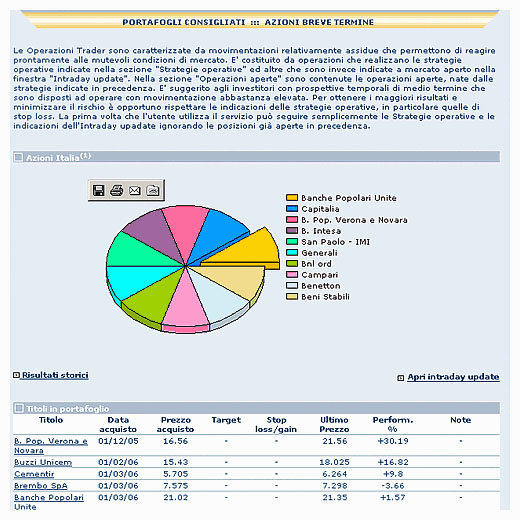 PORTAFOGLI CONSIGLIATI ::: AZIONI BREVE TERMINE
Le Operazioni Trader sono caratterizzate da movimentazioni relativamente assidue che permettono di reagire
prontamente alle mutevoli condizioni di mercato. E' costituito da operazioni che realizzano le strategie
operative indicate nella sezione "Strategie operative" ed altre che sono invece indicate a mercato aperto nella
finestra "Intraday update". Nella sezione "Operazioni aperte" sono contenute le operazioni aperte, nate dalle
strategie indicate in precedenza. E' suggerito agli investitori con prospettive temporali di medio termine che
sono disposti ad operare con movimentazione abbastanza elevata. Per ottenere i maggiori risultati e
minimizzare il rischio è opportuno rispettare le indicazioni delle strategie operative, in particolare quelle di
stop loss. La prima volta che l'utente utilizza il servizio può seguire semplicemente le Strategie operative e le
indicazioni dell'Intraday upadate ignorando le posizioni già aperte in precedenza.
Azioni Italia(1)
Banche Popolari Unite
Capitalia
B. Pop. Verona e Novara
B. Intesa
San Paolo - IMI
Generali
Bnl ord
Campari
Benetton
Beni Stabili
Risultati storici
Apri intraday update
Titoli in portafoglio
Titolo Data acquisto Prezzo acquisto Target Stop loss/gain Ultimo Prezzo Perform. % Note
B. Pop. Verona e Novara 01/12/05 16.56 - - 21.56 +30.19 -
Buzzi Unicem 01/02/06 15.43 - - 18.025 +16.82 -
Cementir 01/03/06 5.705 - - 6.264 +9.8 -
Brembo SpA 01/03/06 7.575 - - 7.298 -3.66 -
Banche Popolari Unite 01/03/06 21.02 - - 21.35 +1.57 -